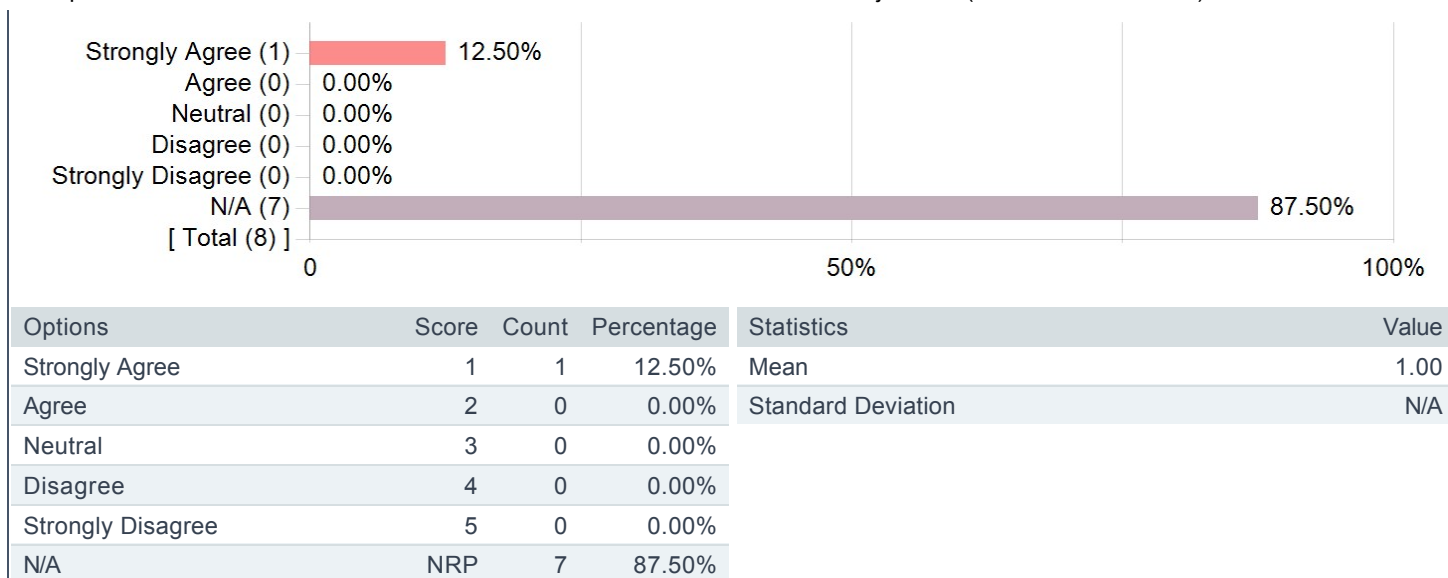 Strongly Agree (1) 12.50%
Agree (0) 0.00%
Neutral (0) 0.00%
Disagree (0) 0.00%
Strongly Disagree (0) 0.00%
N/A (7) 87.50%
[ Total (8) ]
0 50% 100%
Options Score Count Percentage
Strongly Agree 1 1 12.50%
Agree 2 0 0.00%
Neutral 3 0 0.00%
Disagree 4 0 0.00%
Strongly Disagree 5 0 0.00%
N/A NRP 7 87.50%
Statistics Value
Mean 1.00
Standard Deviation N/A